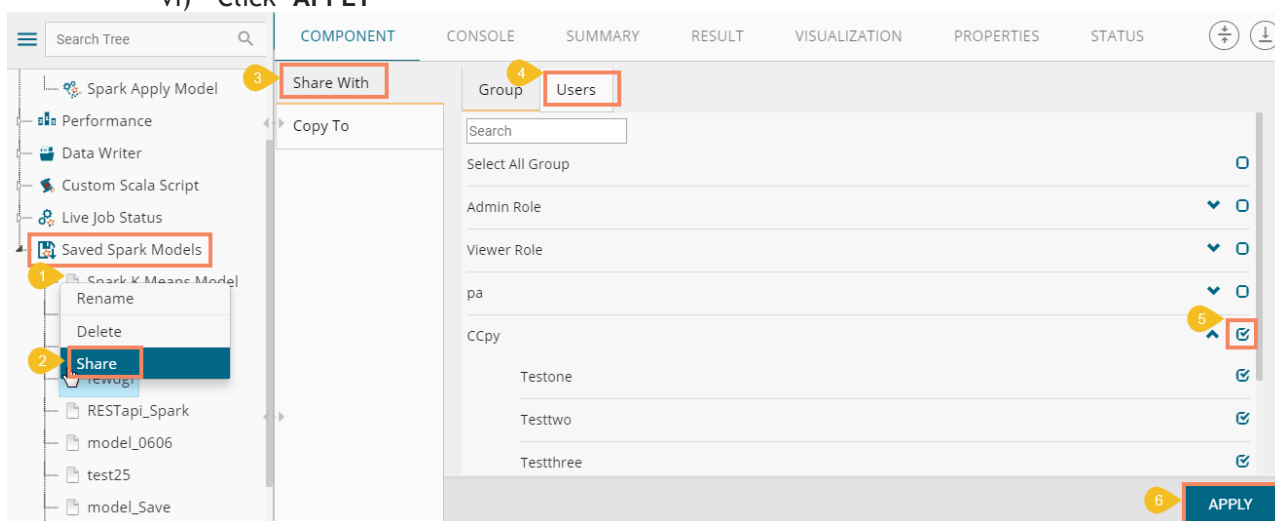 vi) Click "APPLY"
Search Tree
COMPONENT CONSOLE SUMMARY RESULT VISUALIZATION PROPERTIES STATUS
Spark Apply Model
Performance
Data Writer
Custom Scala Script
Live Job Status
Saved Spark Models
1
Spark K Means Model
Rename
Delete
2
Share
RESTapi_Spark
model_0606
test25
model_Save
3
Share With
Copy To
4
Group Users
Search
Select All Group
Admin Role
Viewer Role
pa
5
CCpy
Testone
Testtwo
Testthree
6
APPLY